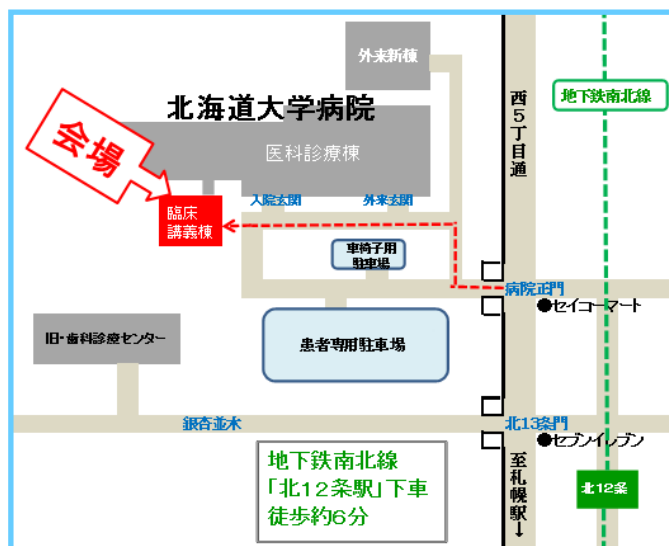 外来新棟
西5丁目通
地下鉄南北線
北海道大学病院
会場
医科診療棟
入院玄関
外来玄関
臨床
講義棟
車椅子用
駐車場
病院正門
●セイコーマート
旧・歯科診療センター
患者専用駐車場
銀杏並木
北13条門
●セブンイレブン
地下鉄南北線
「北12条駅」下車
徒歩約6分
至札幌駅→
北12条